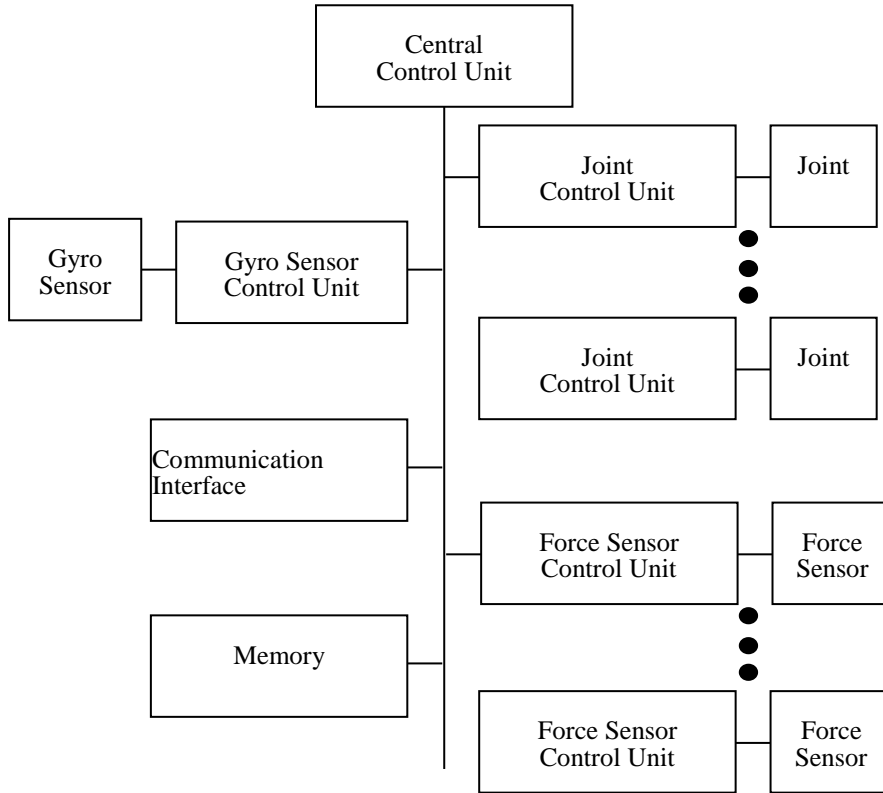 Central
Control Unit
Joint
Control Unit
Joint
Gyro
Sensor
Gyro Sensor
Control Unit
Joint
Control Unit
Joint
Communication
Interface
Force Sensor
Control Unit
Force
Sensor
Memory
Force Sensor
Control Unit
Force
Sensor